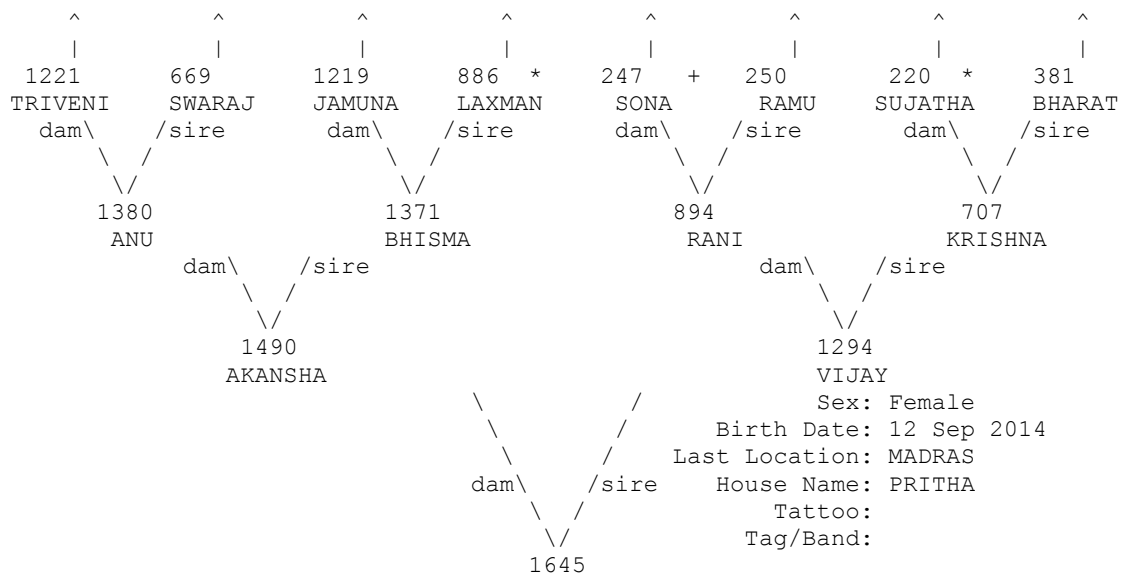 ^ ^ ^ ^ ^ ^ ^ ^
| | | | | | | |
1221 669 1219 886 * 247 + 250 220 * 381
TRIVENI SWARAJ JAMUNA LAXMAN SONA RAMU SUJATHA BHARAT
dam\ /sire dam\ /sire dam\ /sire dam\ /sire
\ / \ / \ / \ /
\/ \/ \/ \/
1380 1371 894 707
ANU BHISMA RANI KRISHNA
dam\ /sire dam\ /sire
\ / \ /
\/ \/
1490 1294
AKANSHA VIJAY
\ / Sex: Female
\ / Birth Date: 12 Sep 2014
\ / Last Location: MADRAS
dam\ /sire House Name: PRITHA
\ / Tattoo:
\/ Tag/Band:
1645